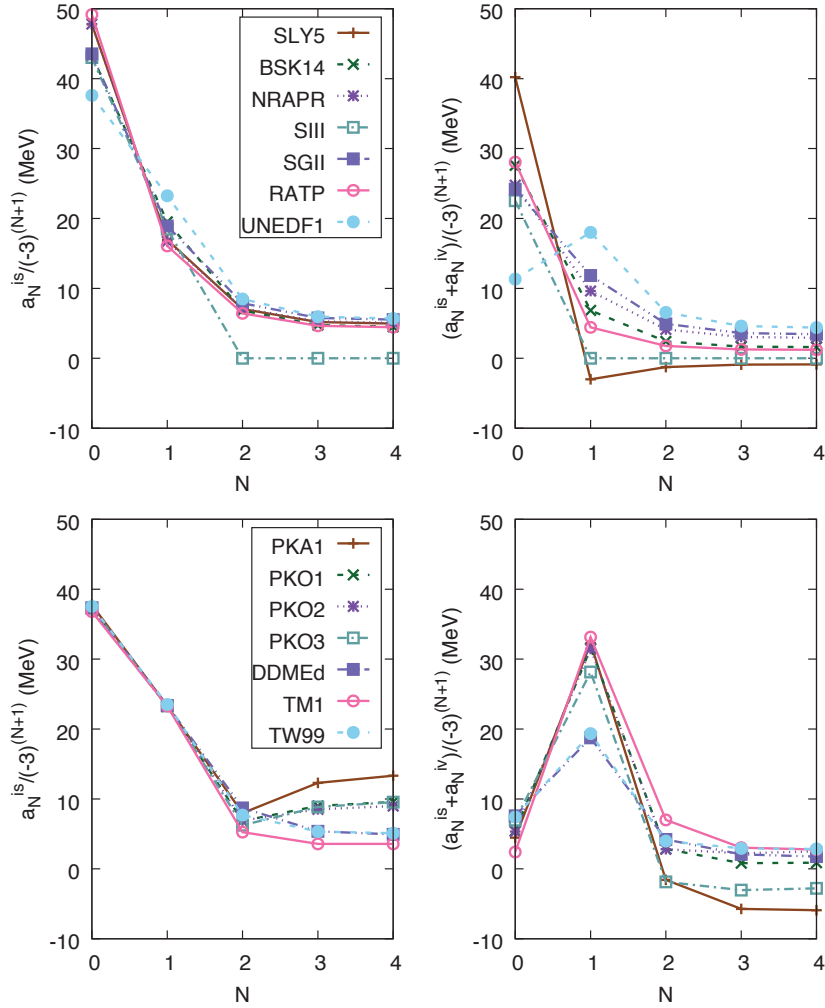 50
40
30
20
10
0
-10
0 1 2 3 4
N
a_N^is/(-3)^(N+1) (MeV)
SLY5
BSK14
NRAPR
SIII
SGII
RATP
UNEDF1
50
40
30
20
10
0
-10
0 1 2 3 4
N
(a_N^is+a_N^iv)/(-3)^(N+1) (MeV)
50
40
30
20
10
0
-10
0 1 2 3 4
N
a_N^is/(-3)^(N+1) (MeV)
PKA1
PKO1
PKO2
PKO3
DDMEd
TM1
TW99
50
40
30
20
10
0
-10
0 1 2 3 4
N
(a_N^is+a_N^iv)/(-3)^(N+1) (MeV)